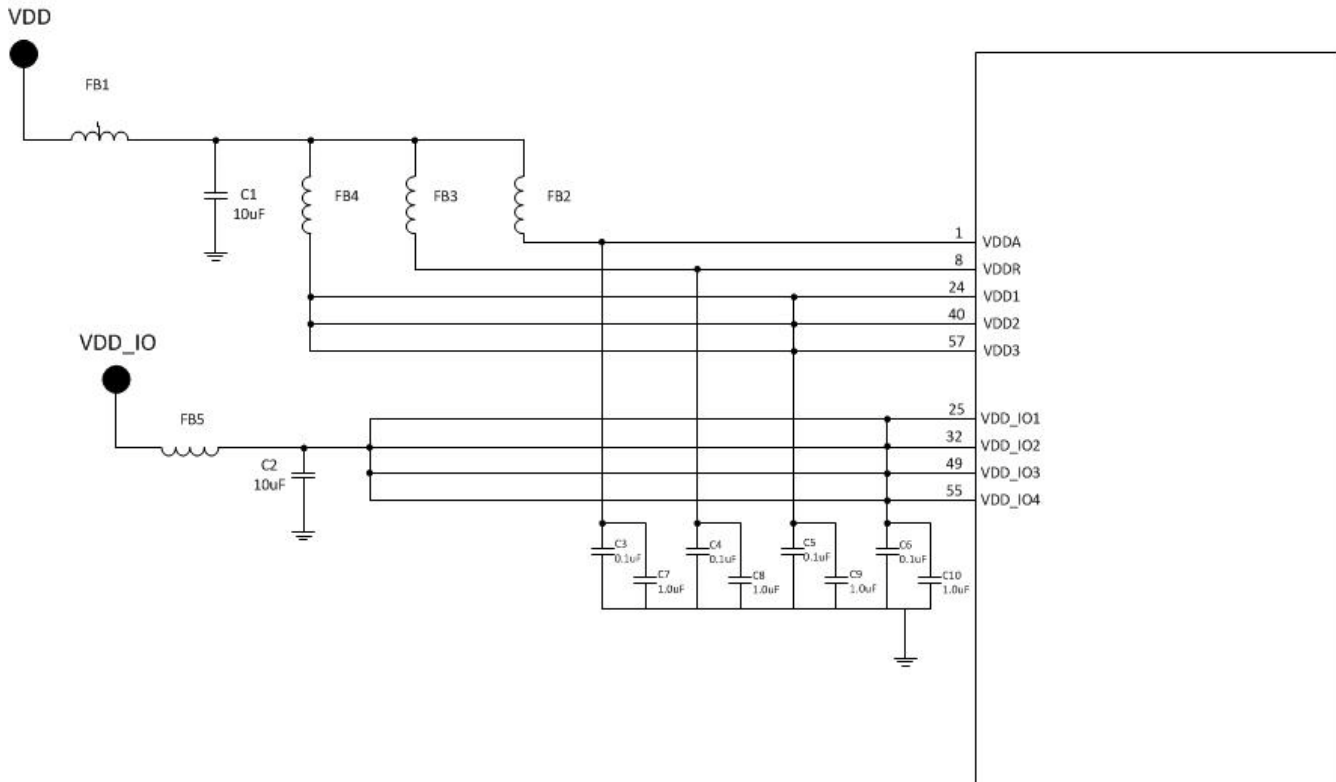 VDD
FB1
C1
10uF
FB4
FB3
FB2
1
VDDA
8
VDDR
24
VDD1
40
VDD2
57
VDD3
VDD_IO
FB5
C2
10uF
25
VDD_IO1
32
VDD_IO2
49
VDD_IO3
55
VDD_IO4
C3
0.1uF
C7
1.0uF
C4
0.1uF
C8
1.0uF
C5
0.1uF
C9
1.0uF
C6
0.1uF
C10
1.0uF